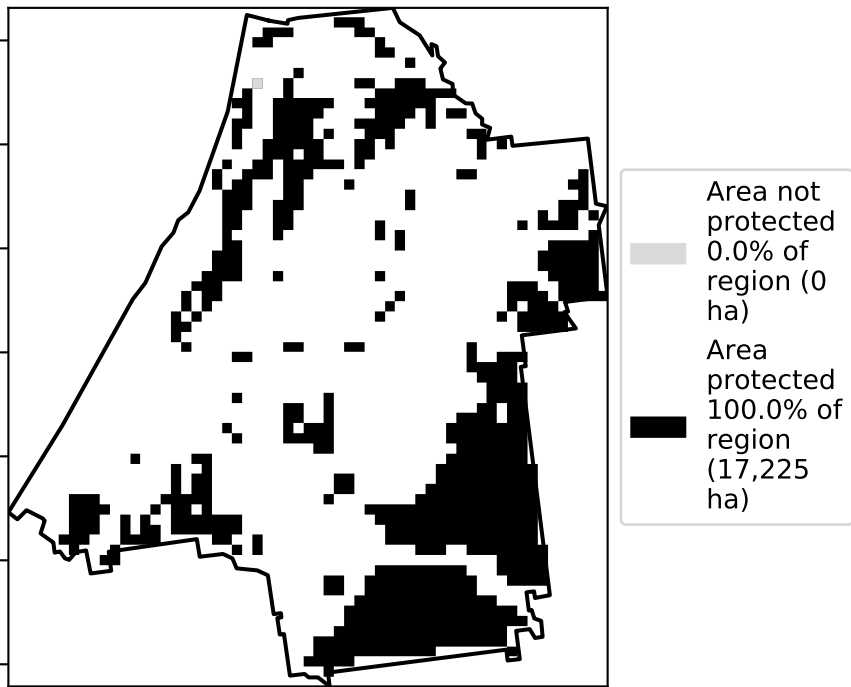 Area not
protected
0.0% of
region (0
ha)
Area
protected
100.0% of
region
(17,225
ha)